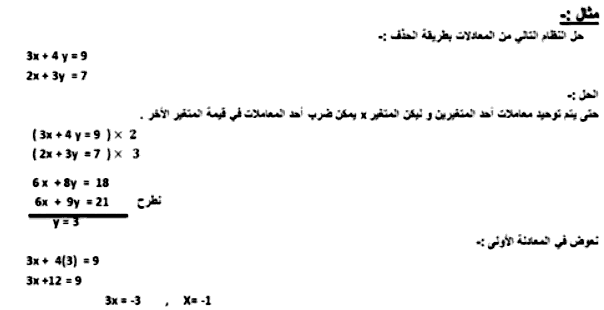 مثال :-
حل النظام التالي من المعادلات بطريقة الحذف :-
3x + 4 y = 9
2x + 3y = 7
الحل :-
حتى يتم توحيد معاملات أحد المتغيرين و ليكن المتغير x يمكن ضرب أحد المعاملات في قيمة المتغير الأخر .
( 3x + 4 y = 9 ) × 2
( 2x + 3y = 7 ) × 3
6 x + 8y = 18
6x + 9y = 21 نطرح
y = 3
نعوض في المعادلة الأولى :-
3x + 4(3) = 9
3x +12 = 9
3x = -3 , X= -1